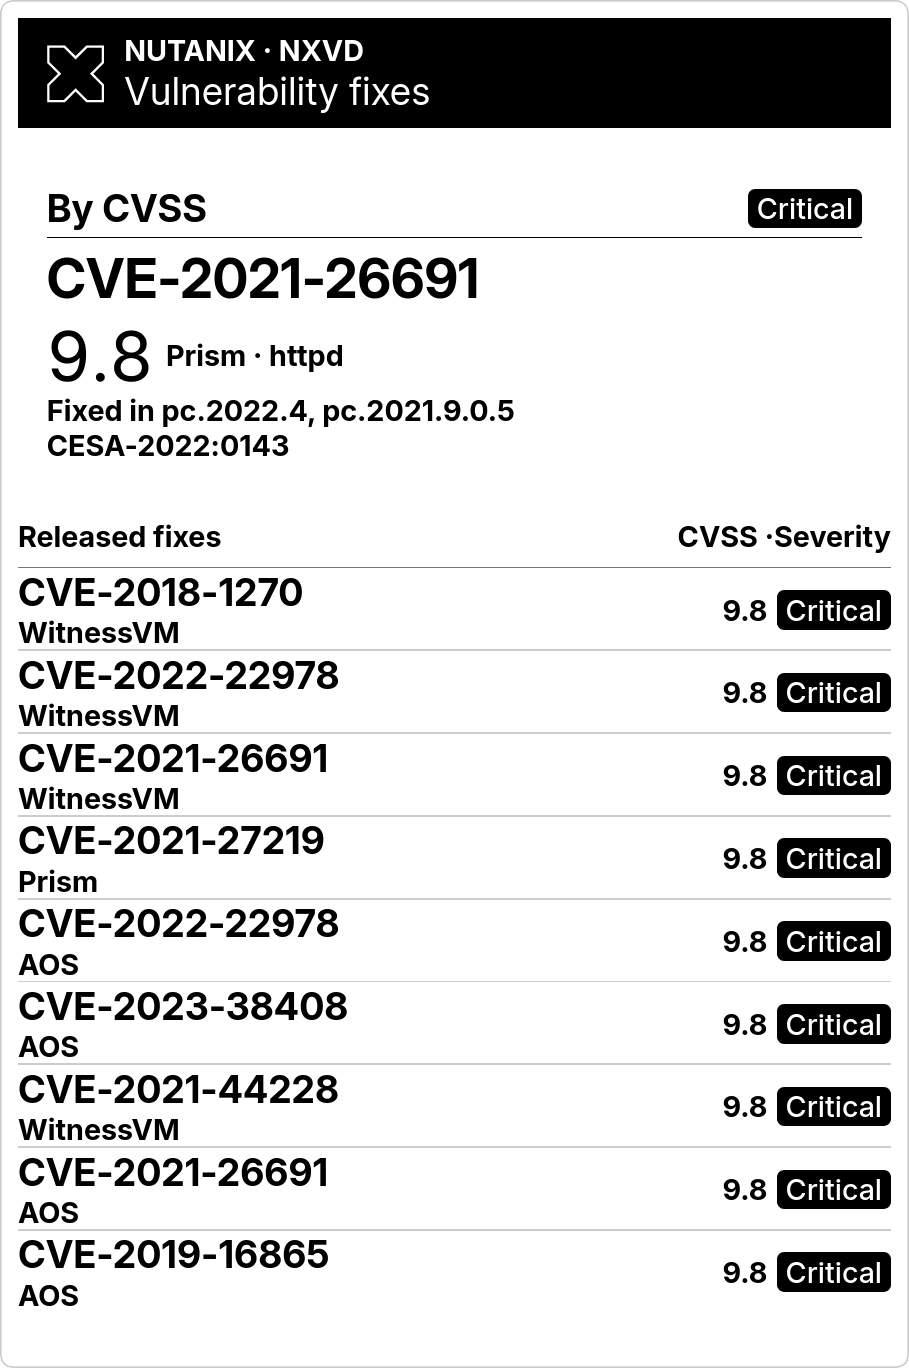 NUTANIX · NXVD
Vulnerability fixes
By CVSS
Critical
CVE-2021-26691
9.8 Prism · httpd
Fixed in pc.2022.4, pc.2021.9.0.5
CESA-2022:0143
Released fixes
CVSS ·Severity
CVE-2018-1270
WitnessVM
9.8 Critical
CVE-2022-22978
WitnessVM
9.8 Critical
CVE-2021-26691
WitnessVM
9.8 Critical
CVE-2021-27219
Prism
9.8 Critical
CVE-2022-22978
AOS
9.8 Critical
CVE-2023-38408
AOS
9.8 Critical
CVE-2021-44228
WitnessVM
9.8 Critical
CVE-2021-26691
AOS
9.8 Critical
CVE-2019-16865
AOS
9.8 Critical